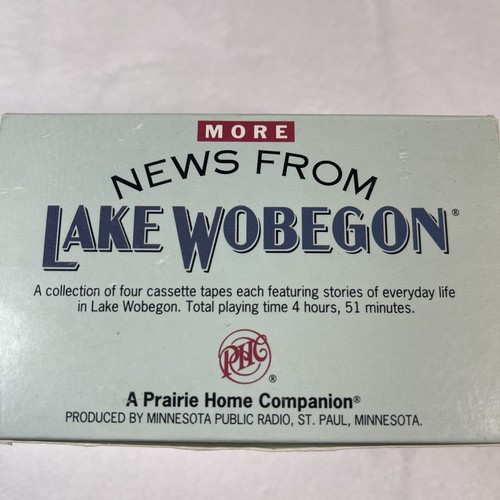 MORE
NEWS FROM
LAKE WOBEGON®
A collection of four cassette tapes each featuring stories of everyday life
in Lake Wobegon. Total playing time 4 hours, 51 minutes.
PHC®
A Prairie Home Companion®
PRODUCED BY MINNESOTA PUBLIC RADIO, ST. PAUL, MINNESOTA.